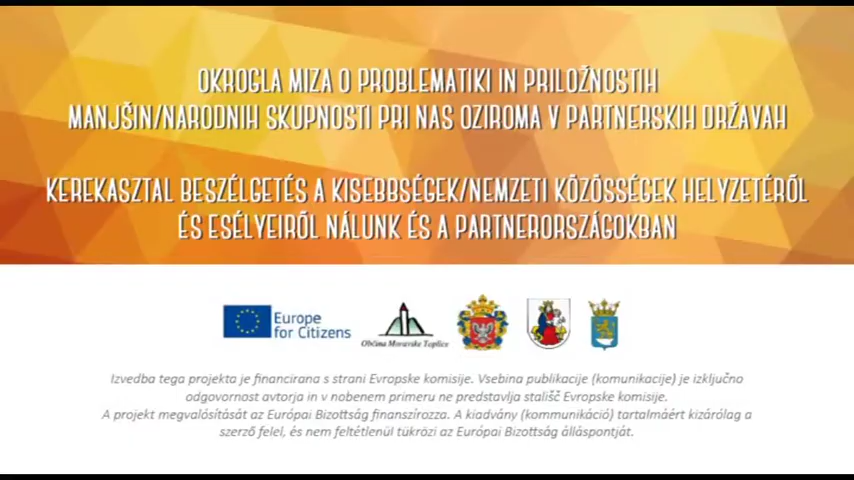 OKROGLA MIZA O PROBLEMATIKI IN PRILOŽNOSTIH
MANJŠIN/NARODNIH SKUPNOSTI PRI NAS OZIROMA V PARTNERSKIH DRŽAVAH
KEREKASZTAL BESZÉLGETÉS A KISEBBSÉGEK/NEMZETI KÖZÖSSÉGEK HELYZETÉRŐL
ÉS ESÉLYEIRŐL NÁLUNK ÉS A PARTNERORSZÁGOKBAN
Europe
for Citizens
Občina Moravske Toplice
Izvedba tega projekta je financirana s strani Evropske komisije. Vsebina publikacije (komunikacije) je izključno
odgovornost avtorja in v nobenem primeru ne predstavlja stališč Evropske komisije.
A projekt megvalósítását az Európai Bizottság finanszírozza. A kiadvány (kommunikáció) tartalmáért kizárólag a
szerző felel, és nem feltétlenül tükrözi az Európai Bizottság álláspontját.